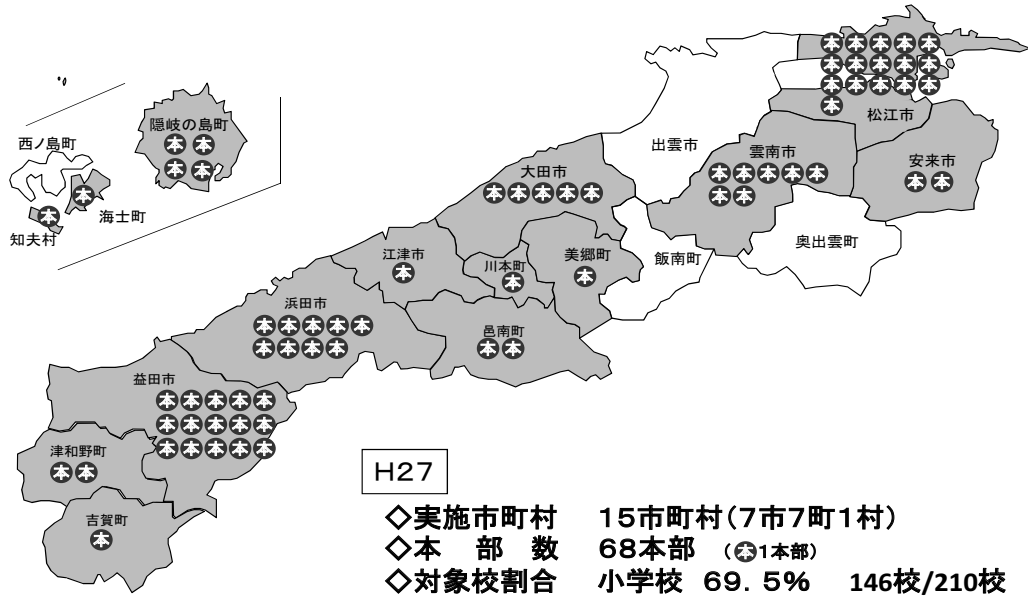 本 本 本 本 本
本 本 本 本 本
本 本 本 本 本
本
松江市
隠岐の島町
本 本
本 本
西ノ島町
本
海士町
本
知夫村
出雲市
雲南市
本 本 本 本 本
本 本
安来市
本 本
大田市
本 本 本 本 本
奥出雲町
飯南町
美郷町
本
川本町
本
江津市
本
邑南町
本 本
浜田市
本 本 本 本 本
本 本 本 本
益田市
本 本 本 本 本
本 本 本 本 本
本 本 本 本 本
津和野町
本 本
吉賀町
本
H27
◇実施市町村 15市町村(7市7町1村)
◇本 部 数 68本部 (本1本部)
◇対象校割合 小学校 69.5% 146校/210校